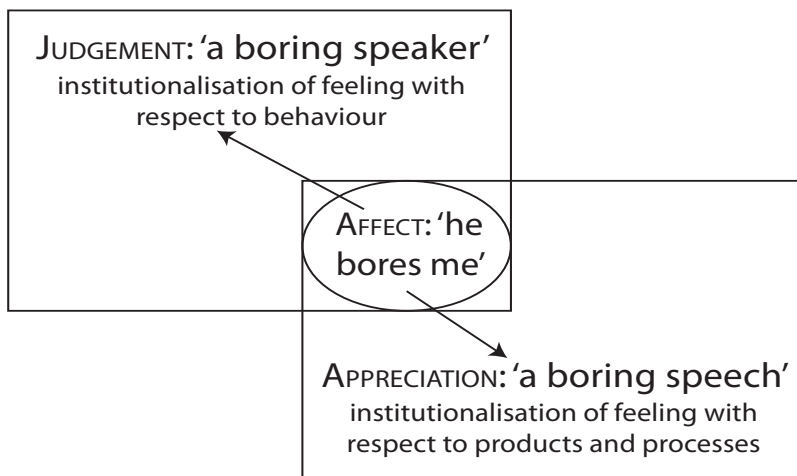 JUDGEMENT: ‘a boring speaker’
institutionalisation of feeling with
respect to behaviour
AFFECT: ‘he
bores me’
APPRECIATION: ‘a boring speech’
institutionalisation of feeling with
respect to products and processes